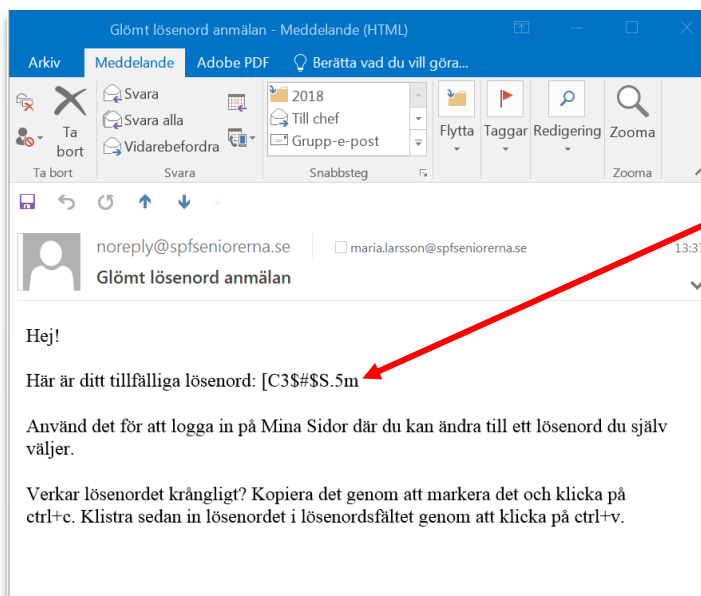 Glömt lösenord anmälan - Meddelande (HTML)
Arkiv Meddelande Adobe PDF Berätta vad du vill göra...
Ta bort
Svara
Svara alla
Vidarebefordra
2018
Till chef
Grupp-e-post
Flytta Taggar Redigering Zooma
Ta bort Svara Snabbsteg Zooma
noreply@spfseniorerna.se maria.larsson@spfseniorerna.se 13:37
Glömt lösenord anmälan
Hej!
Här är ditt tillfälliga lösenord: [C3$#$S.5m
Använd det för att logga in på Mina Sidor där du kan ändra till ett lösenord du själv
väljer.
Verkar lösenordet krångligt? Kopiera det genom att markera det och klicka på
ctrl+c. Klistra sedan in lösenordet i lösenordsfältet genom att klicka på ctrl+v.